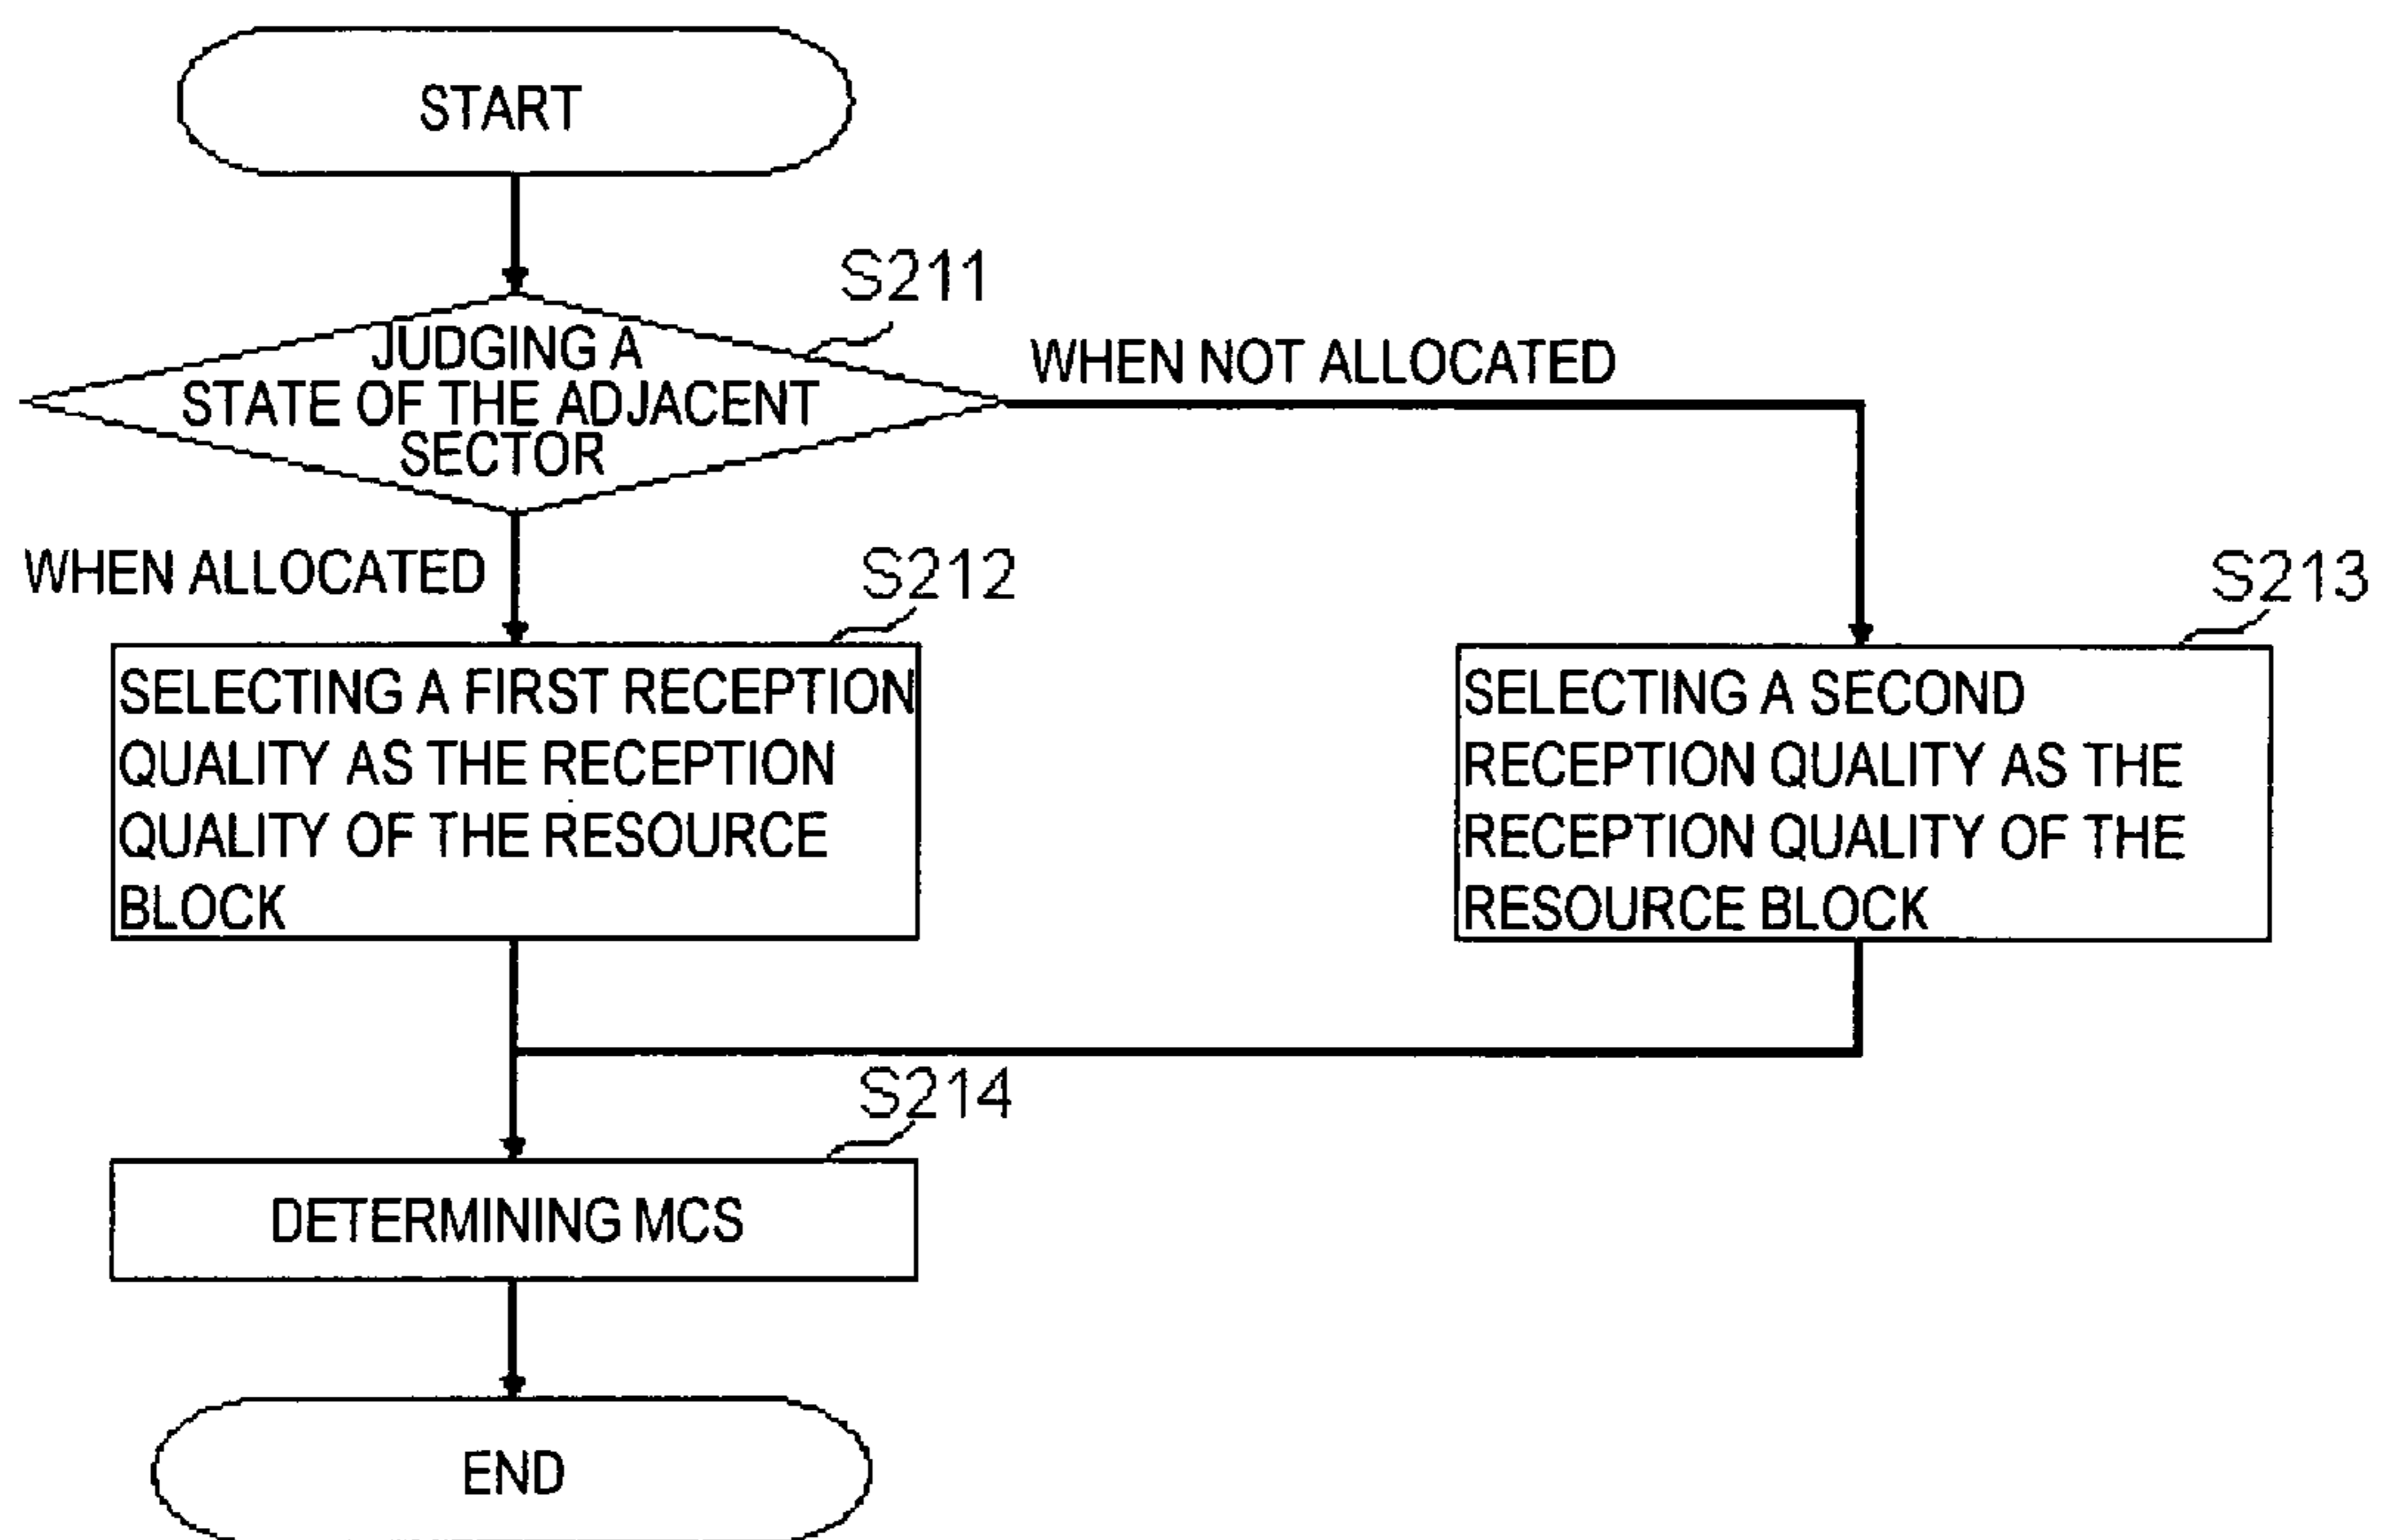 START
S211
JUDGING A
STATE OF THE ADJACENT
SECTOR
WHEN NOT ALLOCATED
WHEN ALLOCATED
S212
SELECTING A FIRST RECEPTION
QUALITY AS THE RECEPTION
QUALITY OF THE RESOURCE
BLOCK
S213
SELECTING A SECOND
RECEPTION QUALITY AS THE
RECEPTION QUALITY OF THE
RESOURCE BLOCK
S214
DETERMINING MCS
END